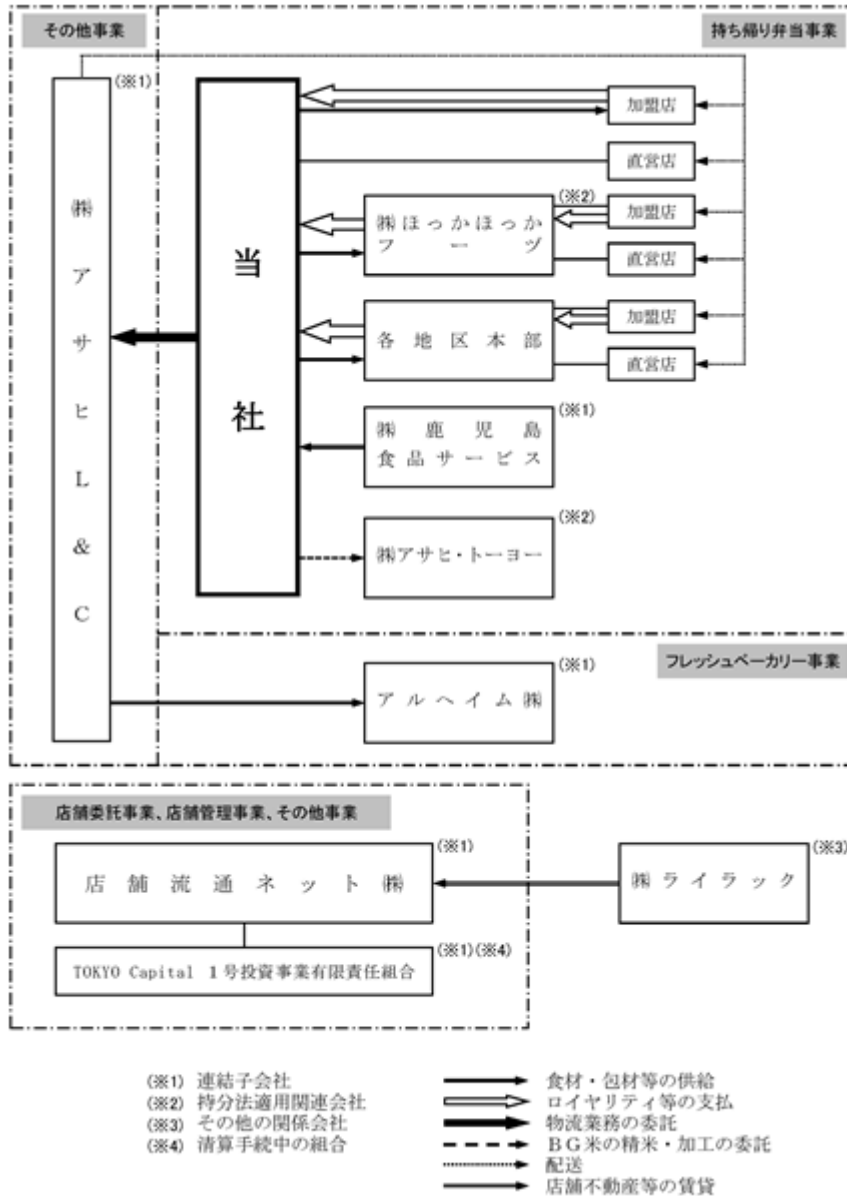 その他事業
持ち帰り弁当事業
(※1)
㈱アサヒL&C
当社
加盟店
直営店
(※2)
㈱ほっかほっか
フーヅ
加盟店
直営店
各地区本部
加盟店
直営店
(※1)
㈱鹿児島
食品サービス
(※2)
㈱アサヒ・トーヨー
フレッシュベーカリー事業
(※1)
アルヘイム㈱
店舗委託事業、店舗管理事業、その他事業
(※1)
店舗流通ネット㈱
(※3)
㈱ライラック
(※1)(※4)
TOKYO Capital 1号投資事業有限責任組合
(※1) 連結子会社
(※2) 持分法適用関連会社
(※3) その他の関係会社
(※4) 清算手続中の組合
食材・包材等の供給
ロイヤリティ等の支払
物流業務の委託
BG米の精米・加工の委託
配送
店舗不動産等の賃貸